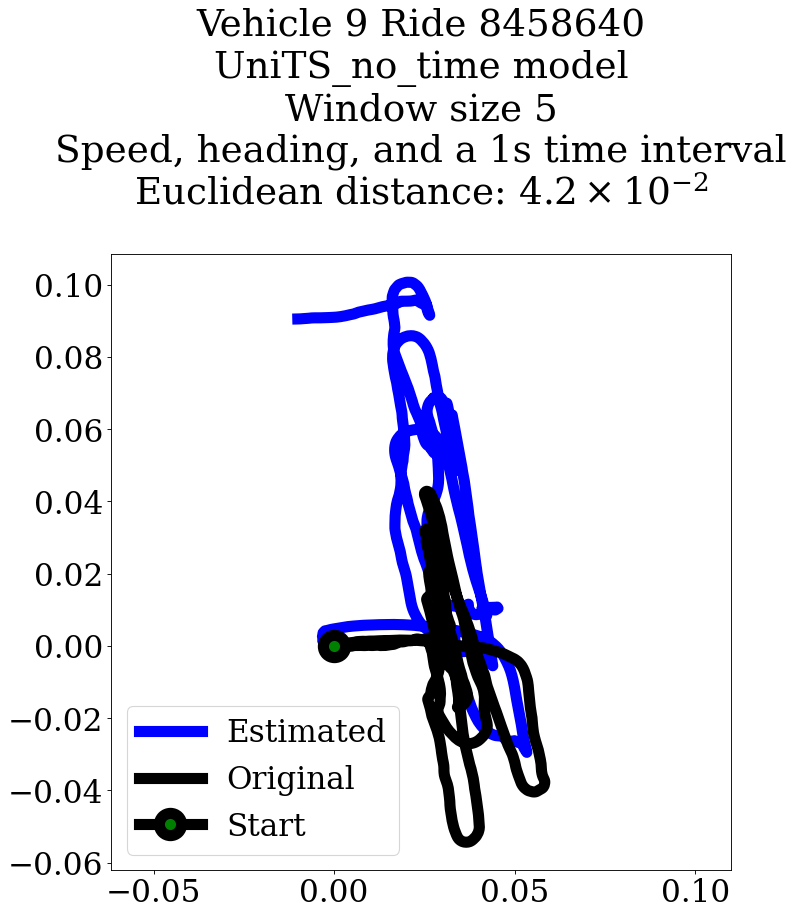 Vehicle 9 Ride 8458640
UniTS_no_time model
Window size 5
Speed, heading, and a 1s time interval
Euclidean distance: 4.2 × 10⁻²
0.10
0.08
0.06
0.04
0.02
0.00
−0.02
−0.04
−0.06
Estimated
Original
Start
−0.05 0.00 0.05 0.10